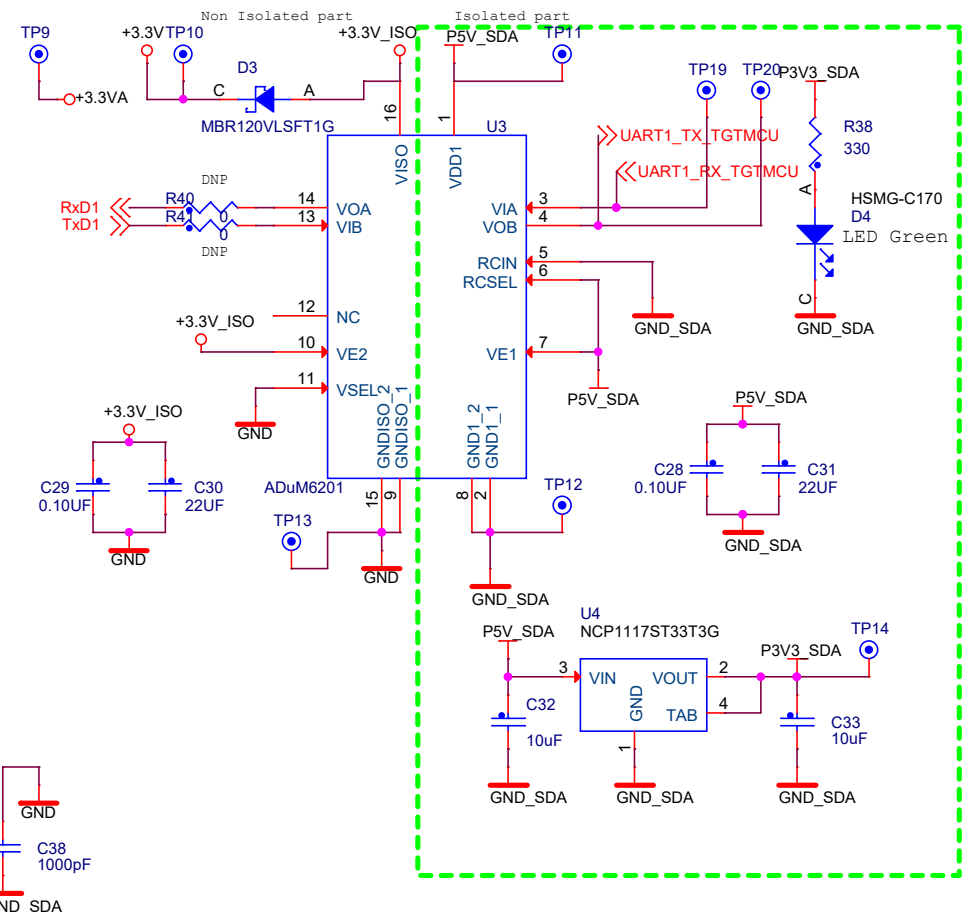 Non Isolated part
Isolated part
TP9
+3.3V
TP10
+3.3V_ISO
P5V_SDA
TP11
D3
C
A
+3.3VA
MBR120VLSFT1G
16
1
U3
TP19
TP20
P3V3_SDA
VISO
VDD1
UART1_TX_TGTMCU
UART1_RX_TGTMCU
R38
330
A
HSMG-C170
D4
LED Green
C
GND_SDA
DNP
RxD1
R40
0
14
VOA
TxD1
R41
0
13
VIB
DNP
VIA
3
VOB
4
RCIN
5
RCSEL
6
GND_SDA
12
NC
+3.3V_ISO
10
VE2
VE1
7
11
VSEL
P5V_SDA
GND
GNDISO_2
GNDISO_1
GND1_2
GND1_1
ADuM6201
15
9
8
2
TP12
TP13
GND
GND_SDA
+3.3V_ISO
C29
0.10UF
C30
22UF
GND
P5V_SDA
C28
0.10UF
C31
22UF
GND_SDA
U4
NCP1117ST33T3G
P5V_SDA
3
VIN
VOUT
2
GND
TAB
4
1
P3V3_SDA
TP14
C32
10uF
C33
10uF
GND_SDA
GND_SDA
GND_SDA
GND
C38
1000pF
ND_SDA